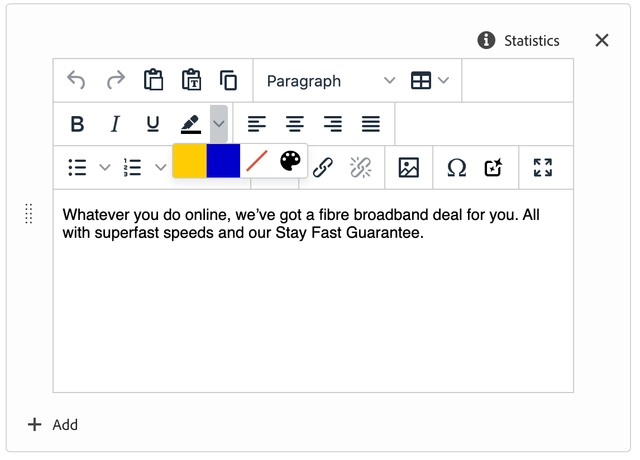 Statistics
Paragraph
B I U
Ω
Whatever you do online, we’ve got a fibre broadband deal for you. All
with superfast speeds and our Stay Fast Guarantee.
Add